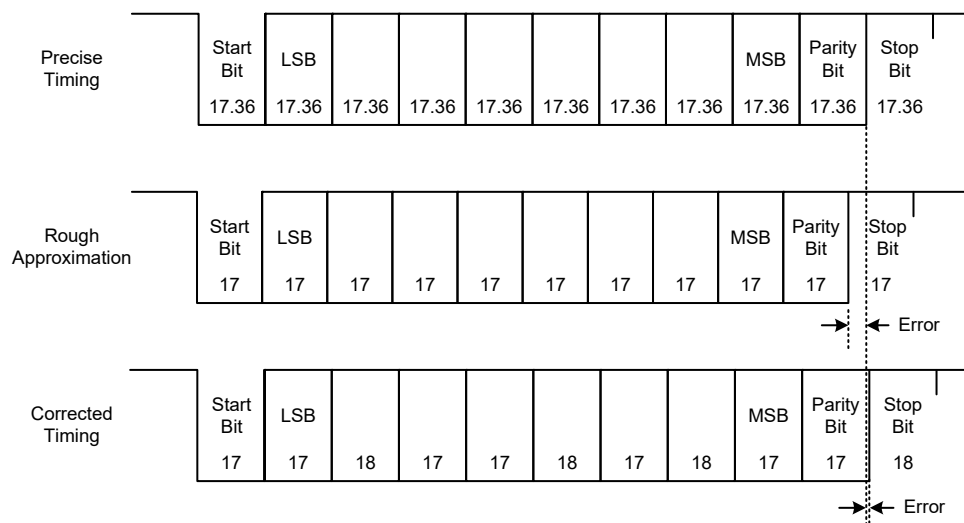 Precise
Timing
Start
Bit
LSB
MSB
Parity
Bit
Stop
Bit
17.36 17.36 17.36 17.36 17.36 17.36 17.36 17.36 17.36 17.36 17.36
Rough
Approximation
Start
Bit
LSB
MSB
Parity
Bit
Stop
Bit
17 17 17 17 17 17 17 17 17 17 17
Error
Corrected
Timing
Start
Bit
LSB
MSB
Parity
Bit
Stop
Bit
17 17 18 17 17 18 17 18 17 17 18
Error